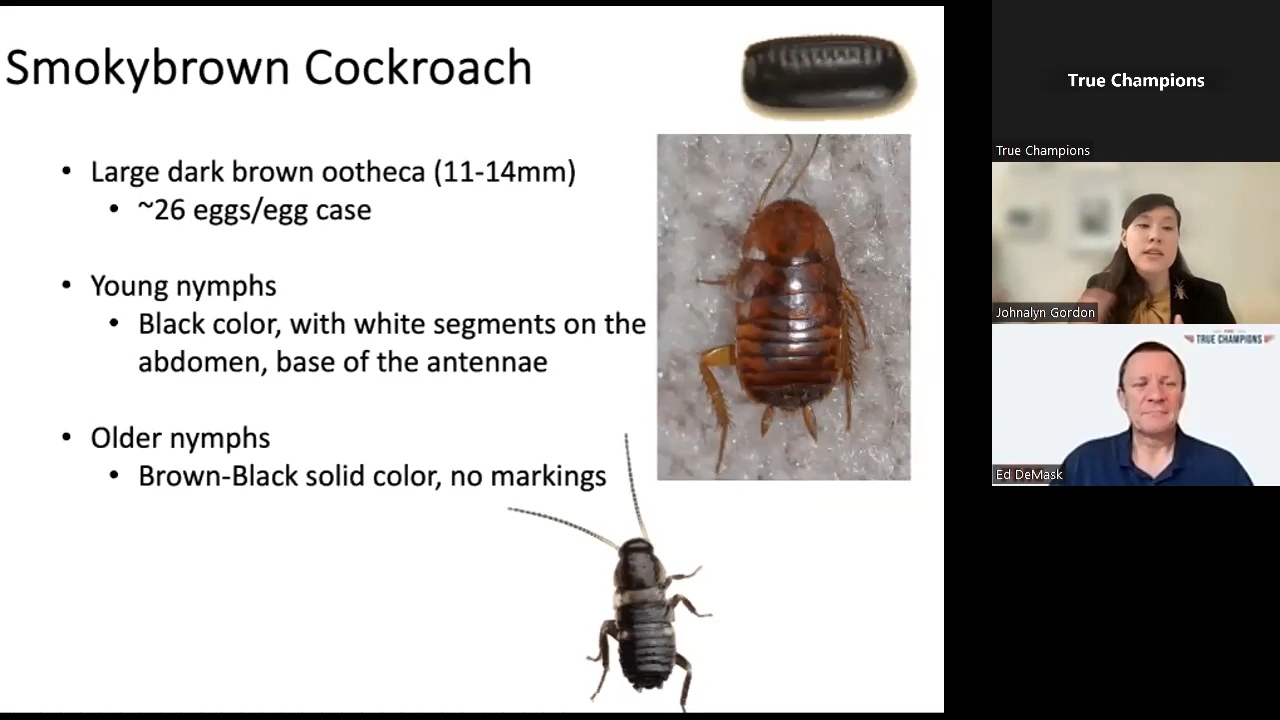 Smokybrown Cockroach
• Large dark brown ootheca (11-14mm)
• ~26 eggs/egg case
• Young nymphs
• Black color, with white segments on the
abdomen, base of the antennae
• Older nymphs
• Brown-Black solid color, no markings
True Champions
True Champions
Johnalyn Gordon
TRUE CHAMPIONS
Ed DeMask